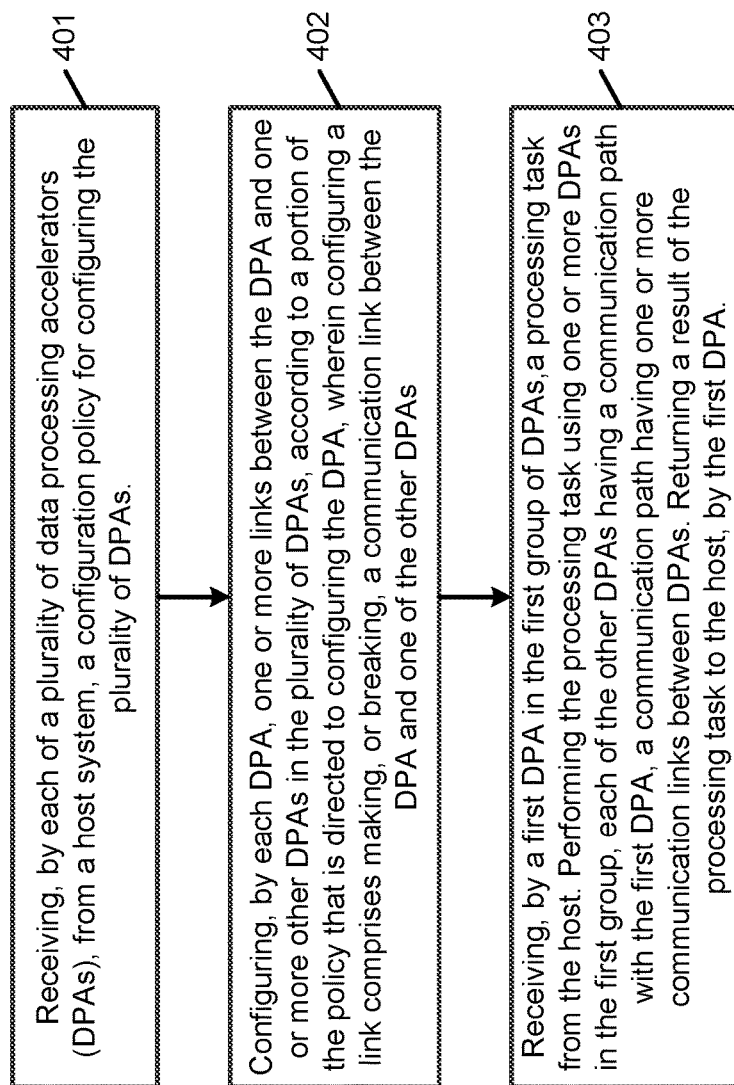 Receiving, by each of a plurality of data processing accelerators
(DPAs), from a host system, a configuration policy for configuring the
plurality of DPAs.
401
Configuring, by each DPA, one or more links between the DPA and one
or more other DPAs in the plurality of DPAs, according to a portion of
the policy that is directed to configuring the DPA, wherein configuring a
link comprises making, or breaking, a communication link between the
DPA and one of the other DPAs
402
Receiving, by a first DPA in the first group of DPAs,a processing task
from the host. Performing the processing task using one or more DPAs
in the first group, each of the other DPAs having a communication path
with the first DPA, a communication path having one or more
communication links between DPAs. Returning a result of the
processing task to the host, by the first DPA.
403